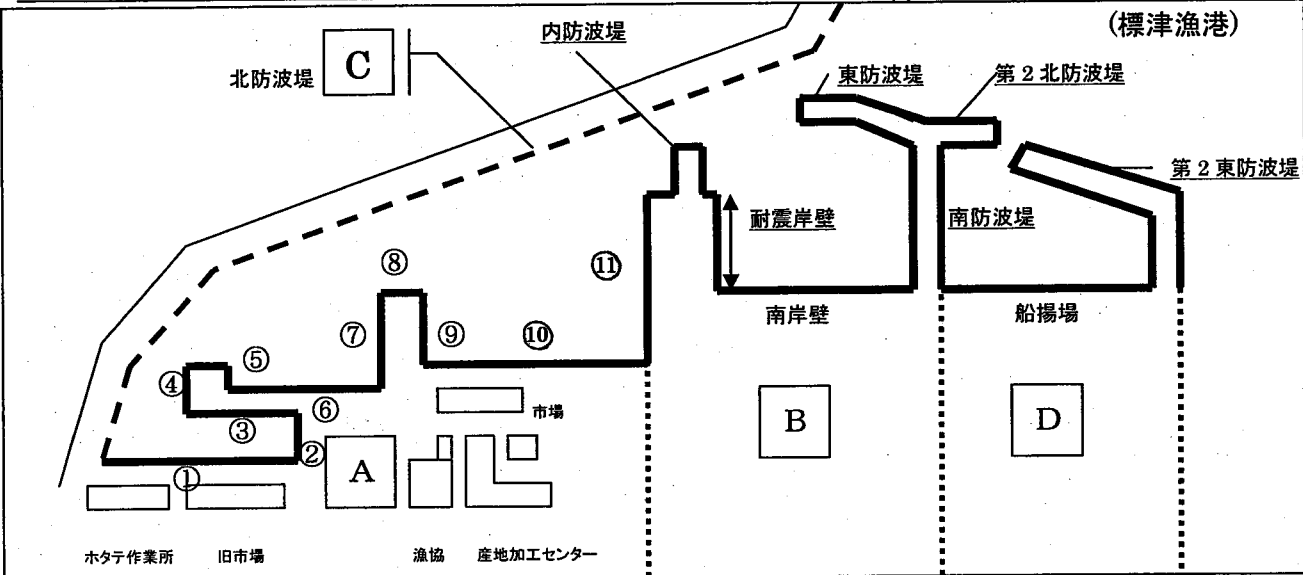 (標津漁港)
内防波堤
C
北防波堤
東防波堤
第2北防波堤
第2東防波堤
耐震岸壁
南防波堤
⑧
⑪
南岸壁
船揚場
⑦
⑨
⑩
⑤
④
⑥
市場
③
B
D
②
A
①
ホタテ作業所
旧市場
漁協
産地加工センター